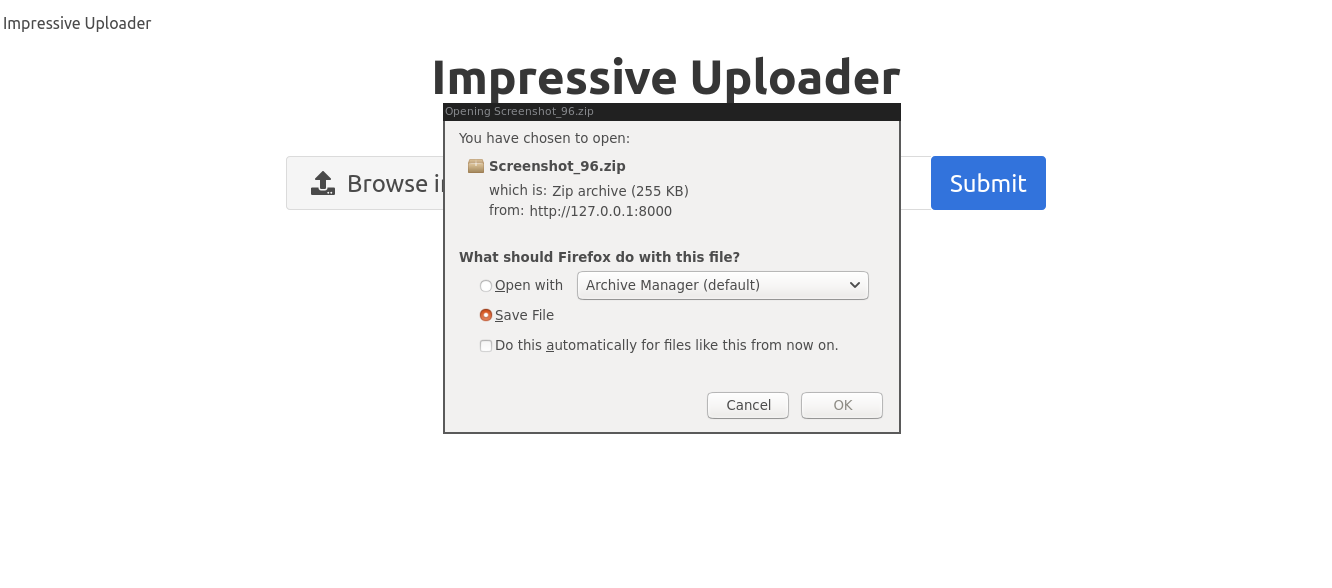 Impressive Uploader
Impressive Uploader
Opening Screenshot_96.zip
You have chosen to open:
Screenshot_96.zip
which is: Zip archive (255 KB)
from: http://127.0.0.1:8000
Browse
Submit
What should Firefox do with this file?
Open with Archive Manager (default)
Save File
Do this automatically for files like this from now on.
Cancel OK